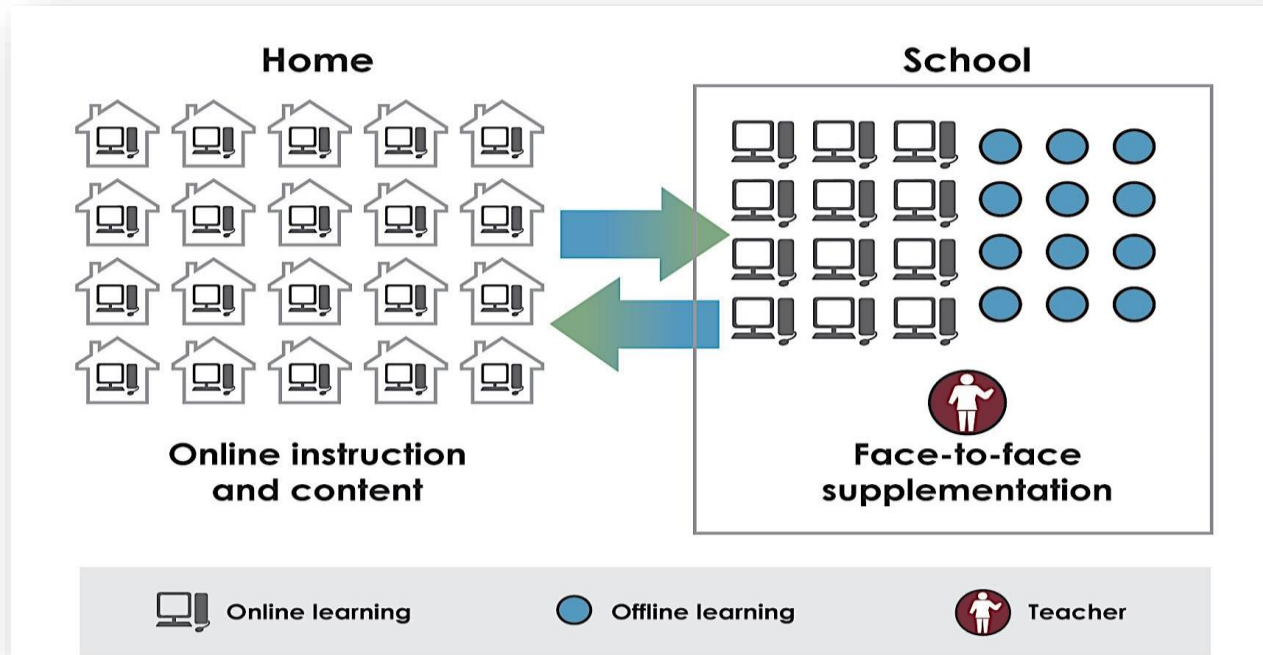 Home
School
Online instruction
and content
Face-to-face
supplementation
Online learning
Offline learning
Teacher